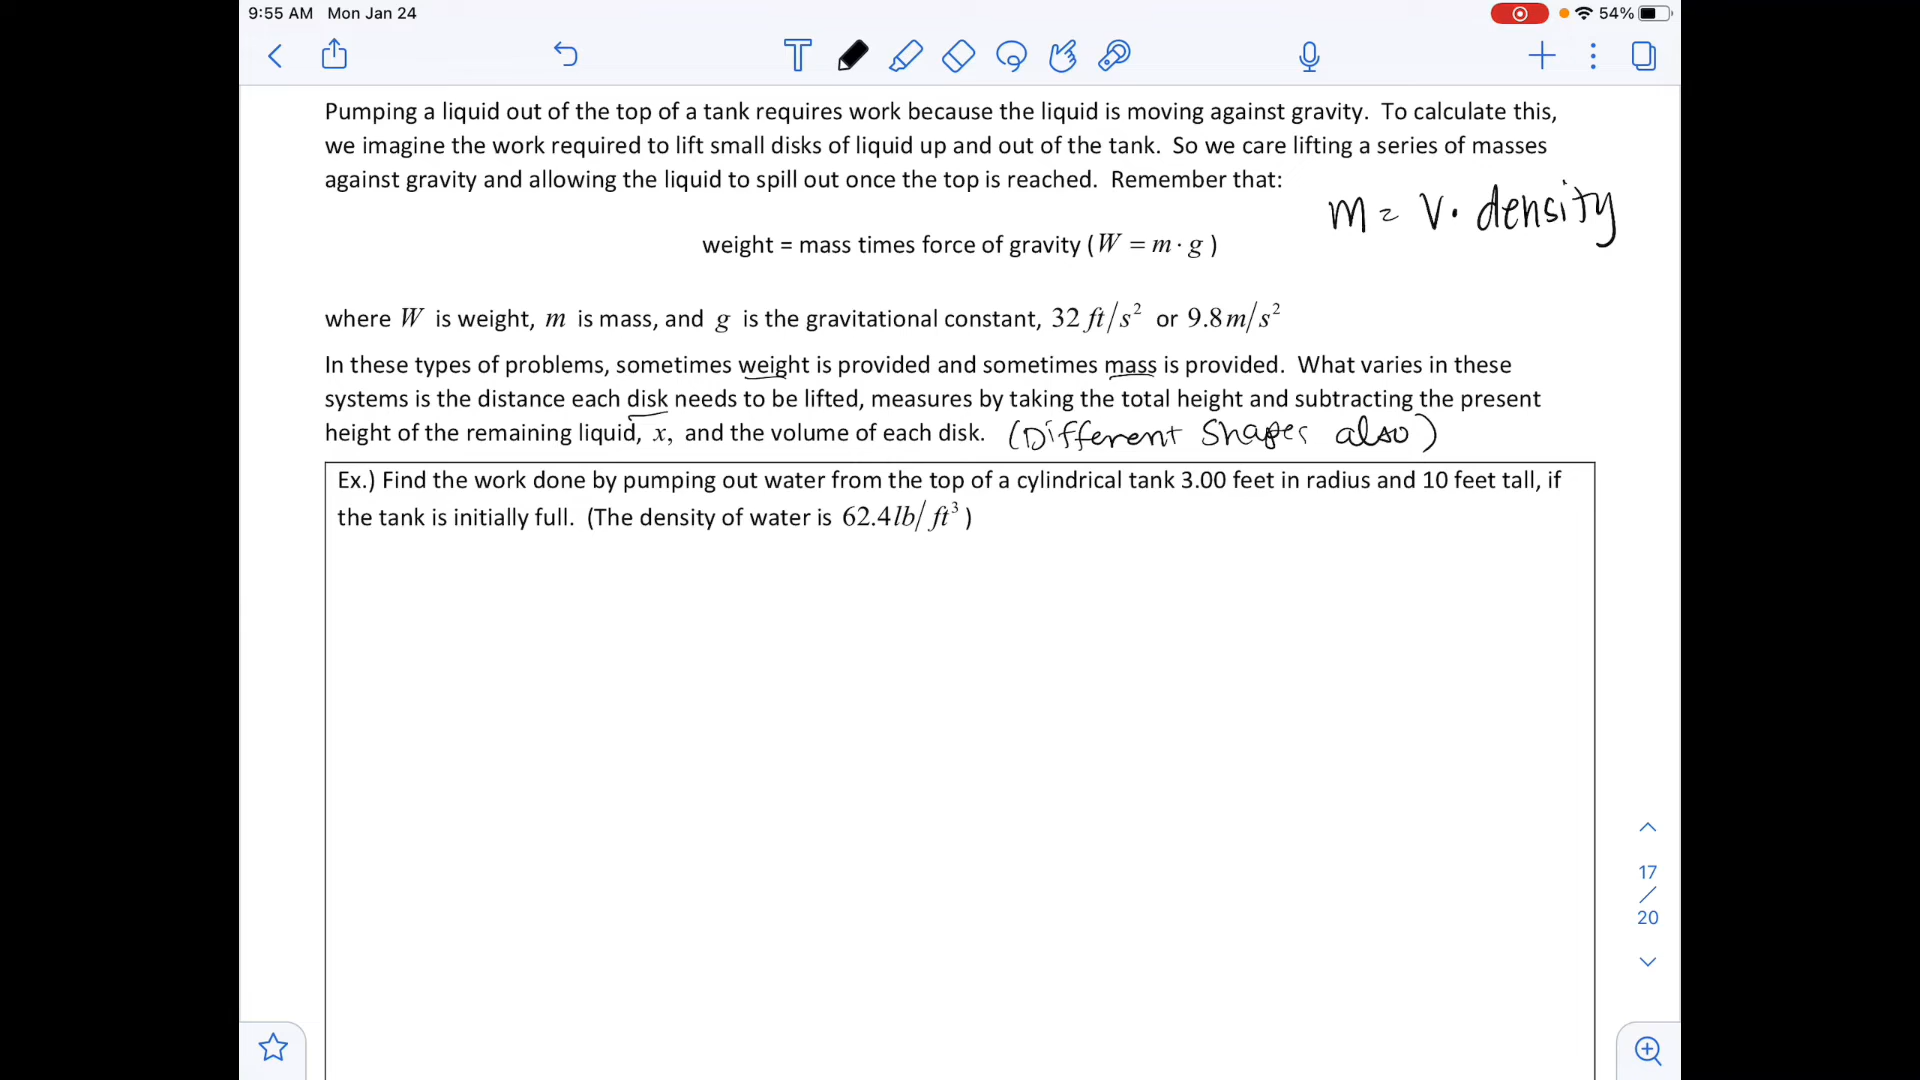 9:55 AM Mon Jan 24
54%
T
Pumping a liquid out of the top of a tank requires work because the liquid is moving against gravity. To calculate this,
we imagine the work required to lift small disks of liquid up and out of the tank. So we care lifting a series of masses
against gravity and allowing the liquid to spill out once the top is reached. Remember that:
m = V · density
weight = mass times force of gravity ( W = m · g )
where W is weight, m is mass, and g is the gravitational constant, 32 ft/s² or 9.8 m/s²
In these types of problems, sometimes weight is provided and sometimes mass is provided. What varies in these
systems is the distance each disk needs to be lifted, measures by taking the total height and subtracting the present
height of the remaining liquid, x, and the volume of each disk. (Different Shapes also)
Ex.) Find the work done by pumping out water from the top of a cylindrical tank 3.00 feet in radius and 10 feet tall, if
the tank is initially full. (The density of water is 62.4 lb/ft³ )
17
/
20